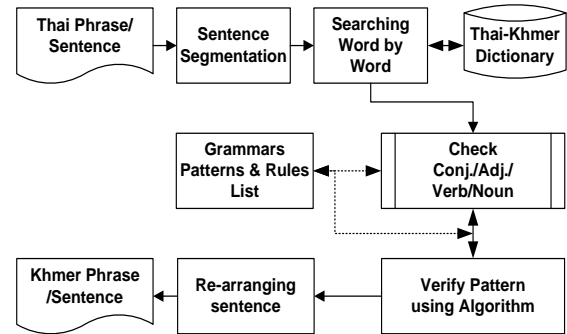 Thai Phrase/
Sentence
Sentence
Segmentation
Searching
Word by
Word
Thai-Khmer
Dictionary
Grammars
Patterns & Rules
List
Check
Conj./Adj./
Verb/Noun
Khmer Phrase
/Sentence
Re-arranging
sentence
Verify Pattern
using Algorithm